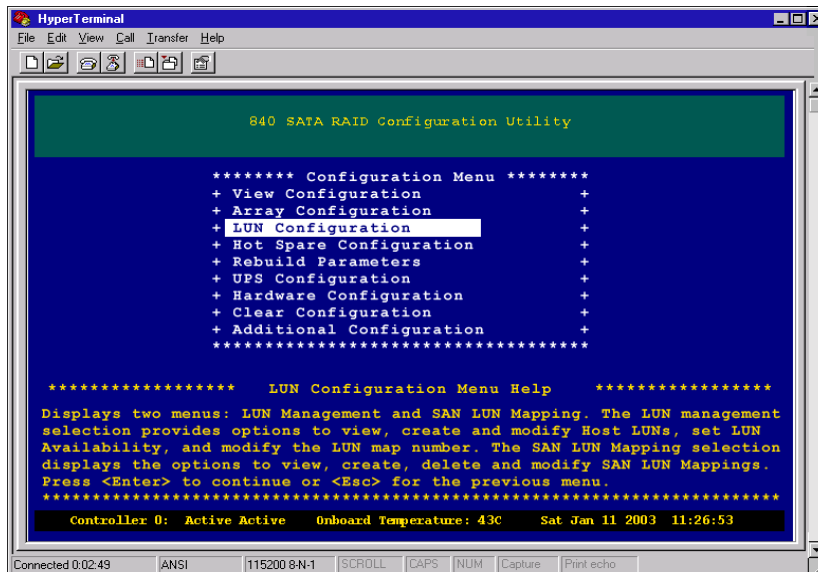 HyperTerminal
File Edit View Call Transfer Help
840 SATA RAID Configuration Utility
******** Configuration Menu ********
+ View Configuration +
+ Array Configuration +
+ LUN Configuration +
+ Hot Spare Configuration +
+ Rebuild Parameters +
+ UPS Configuration +
+ Hardware Configuration +
+ Clear Configuration +
+ Additional Configuration +
************************************
****************** LUN Configuration Menu Help *****************
Displays two menus: LUN Management and SAN LUN Mapping. The LUN management
selection provides options to view, create and modify Host LUNs, set LUN
Availability, and modify the LUN map number. The SAN LUN Mapping selection
displays the options to view, create, delete and modify SAN LUN Mappings.
Press <Enter> to continue or <Esc> for the previous menu.
**************************************************************************
Controller 0: Active Active Onboard Temperature: 43C Sat Jan 11 2003 11:26:53
Connected 0:02:49 ANSI 115200 8-N-1 SCROLL CAPS NUM Capture Print echo